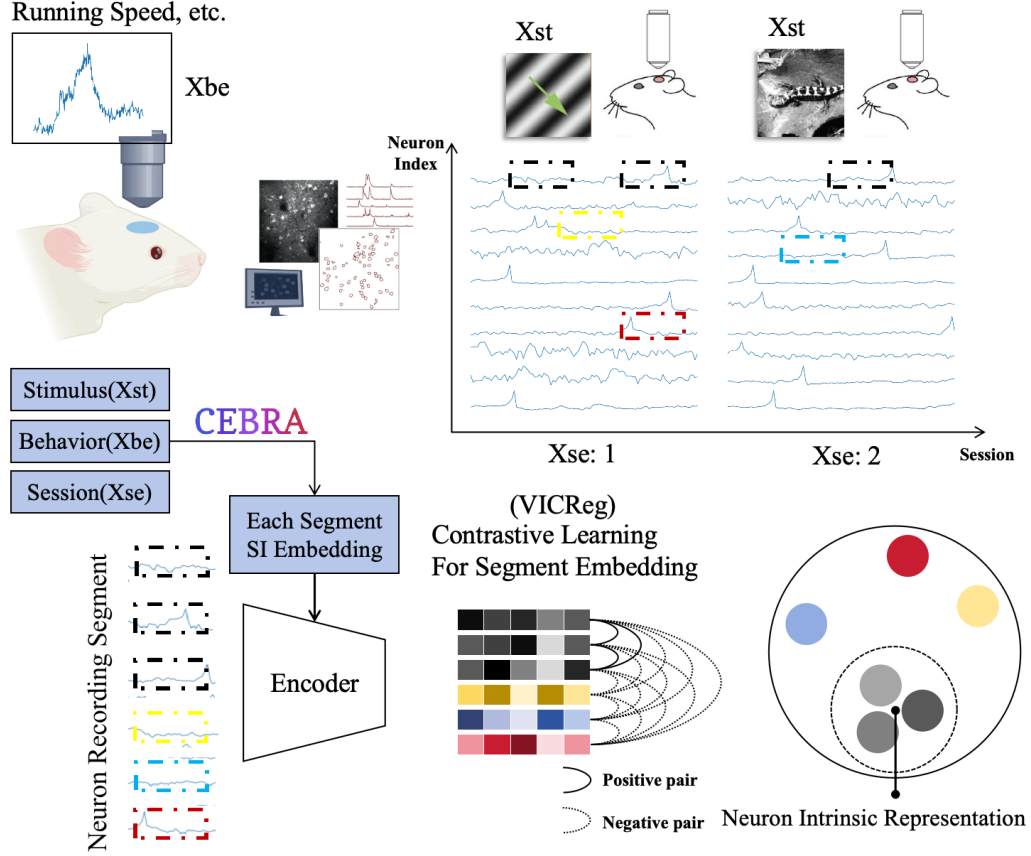 Running Speed, etc.
Xbe
Xst
Xst
Neuron
Index
Xse: 1
Xse: 2
Session
Stimulus(Xst)
Behavior(Xbe)
Session(Xse)
CEBRA
Each Segment
SI Embedding
Encoder
Neuron Recording Segment
(VICReg)
Contrastive Learning
For Segment Embedding
Positive pair
Negative pair
Neuron Intrinsic Representation